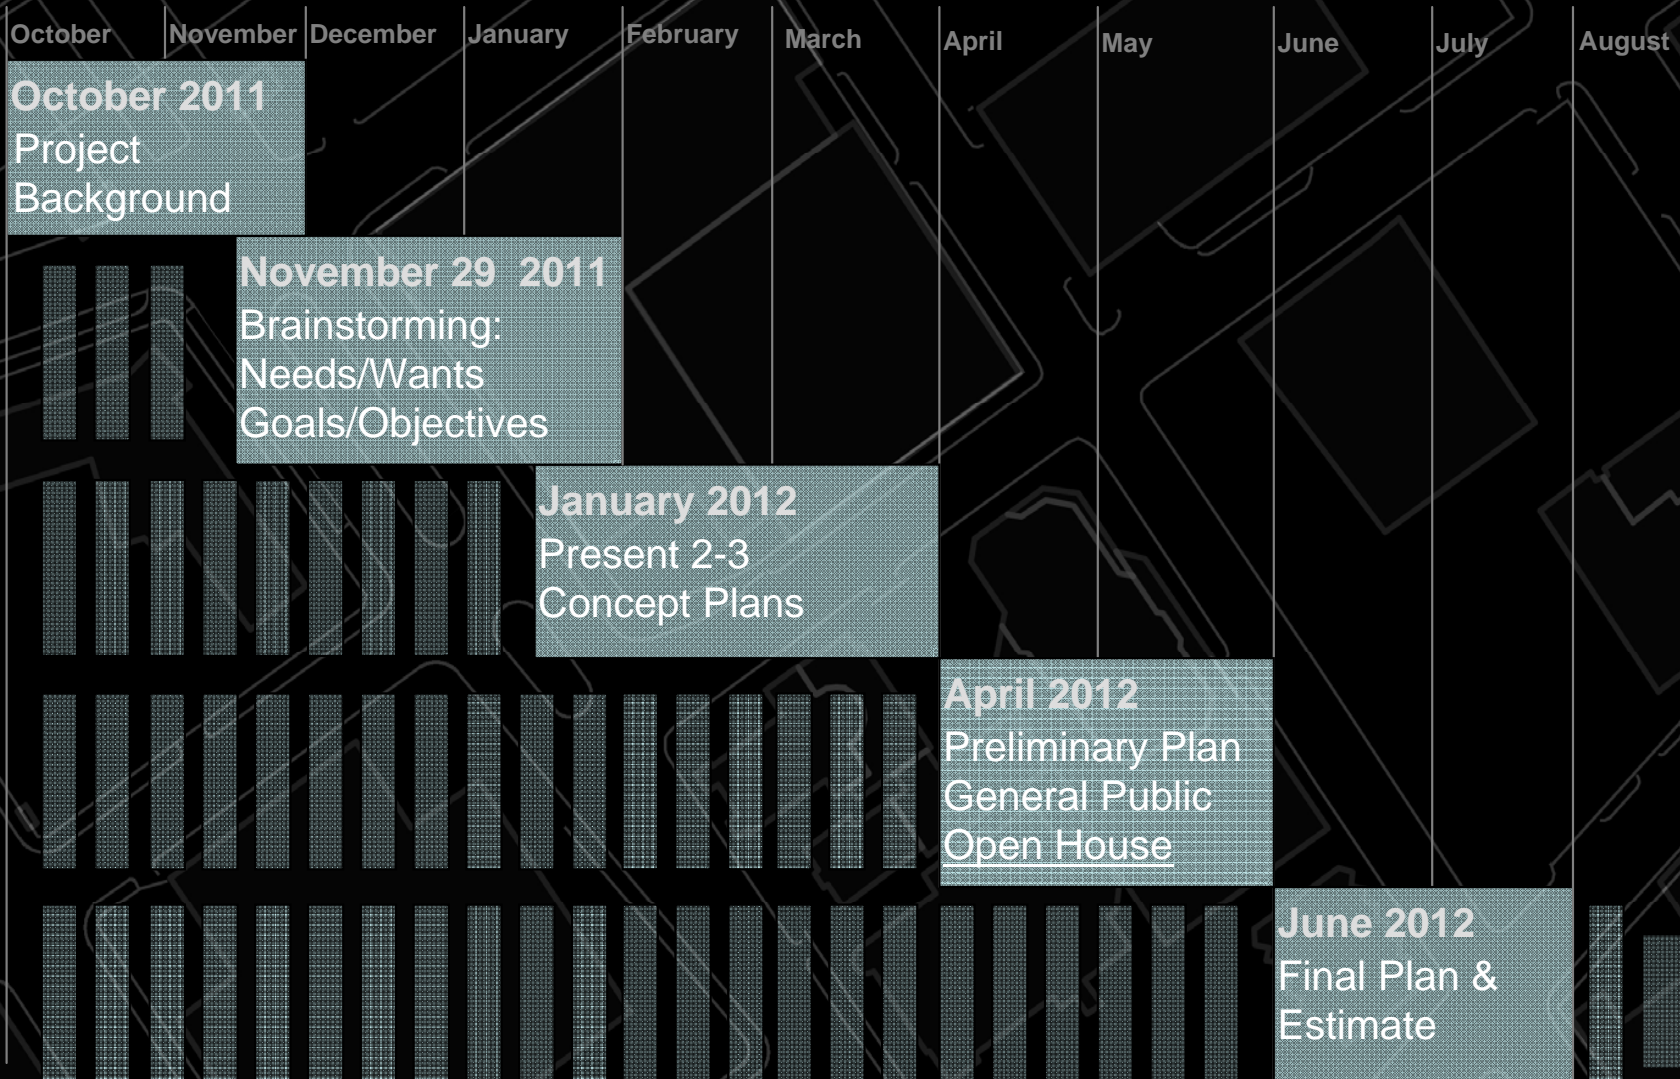 October November December January February March April May June July August
October 2011
Project
Background
November 29  2011
Brainstorming:
Needs/Wants
Goals/Objectives
January 2012
Present 2-3
Concept Plans
April 2012
Preliminary Plan
General Public
Open House
June 2012
Final Plan &
Estimate